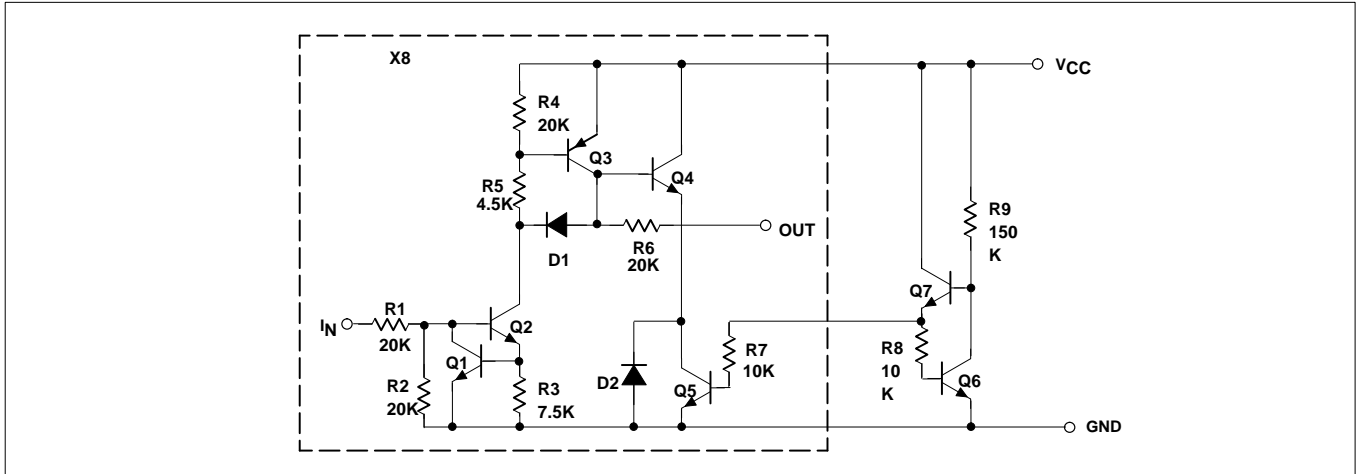 X8
VCC
R4
20K
Q3
Q4
R5
4.5K
R9
150
K
OUT
R6
20K
D1
Q7
IN
R1
20K
Q2
R7
10K
R8
10
K
Q1
D2
Q5
Q6
R2
20K
R3
7.5K
GND